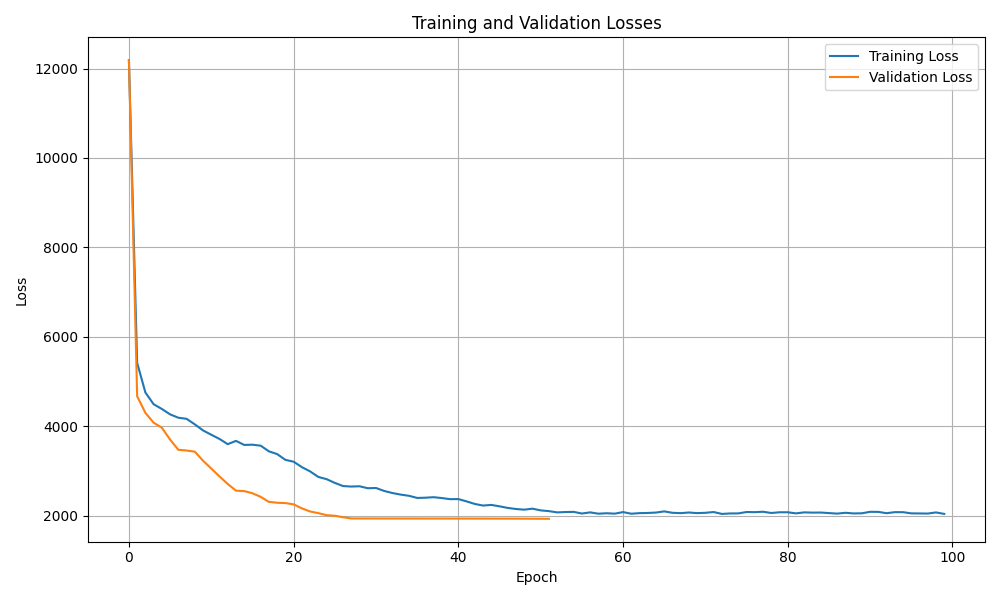 Training and Validation Losses
Training Loss
Validation Loss
12000
10000
8000
6000
4000
2000
Loss
0
20
40
60
80
100
Epoch